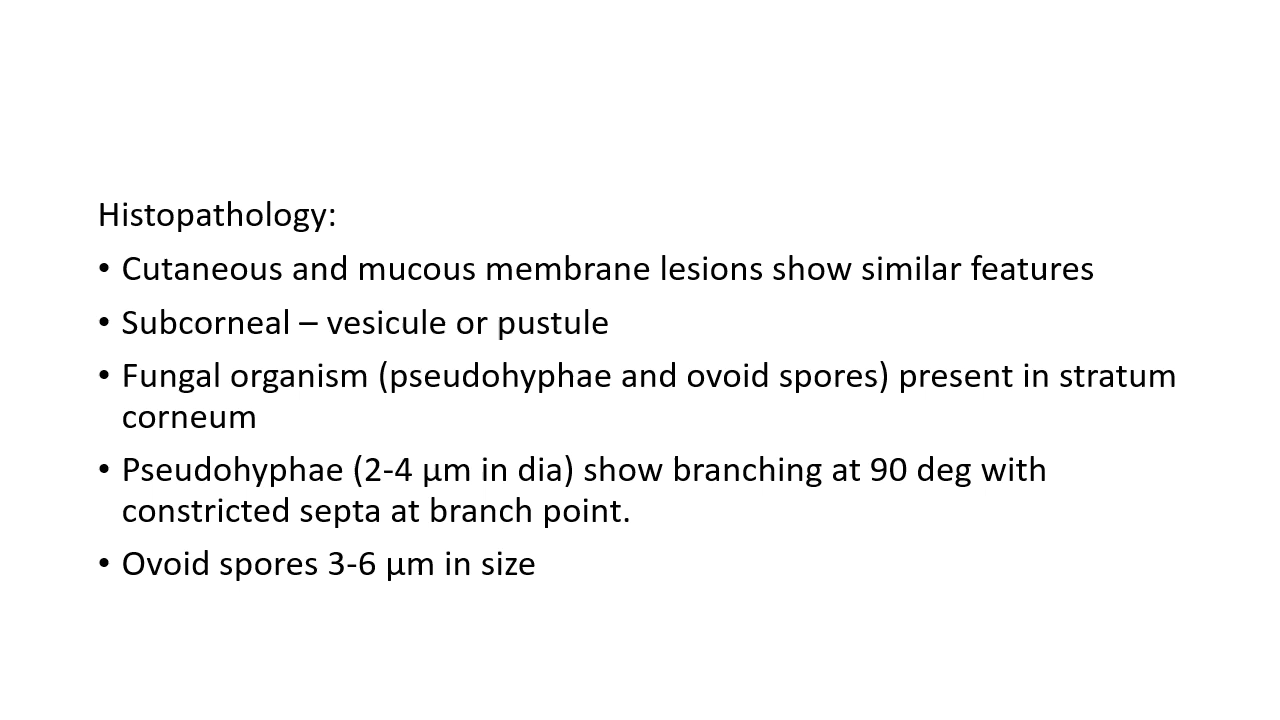 Histopathology:
• Cutaneous and mucous membrane lesions show similar features
• Subcorneal – vesicule or pustule
• Fungal organism (pseudohyphae and ovoid spores) present in stratum
corneum
• Pseudohyphae (2-4 µm in dia) show branching at 90 deg with
constricted septa at branch point.
• Ovoid spores 3-6 µm in size